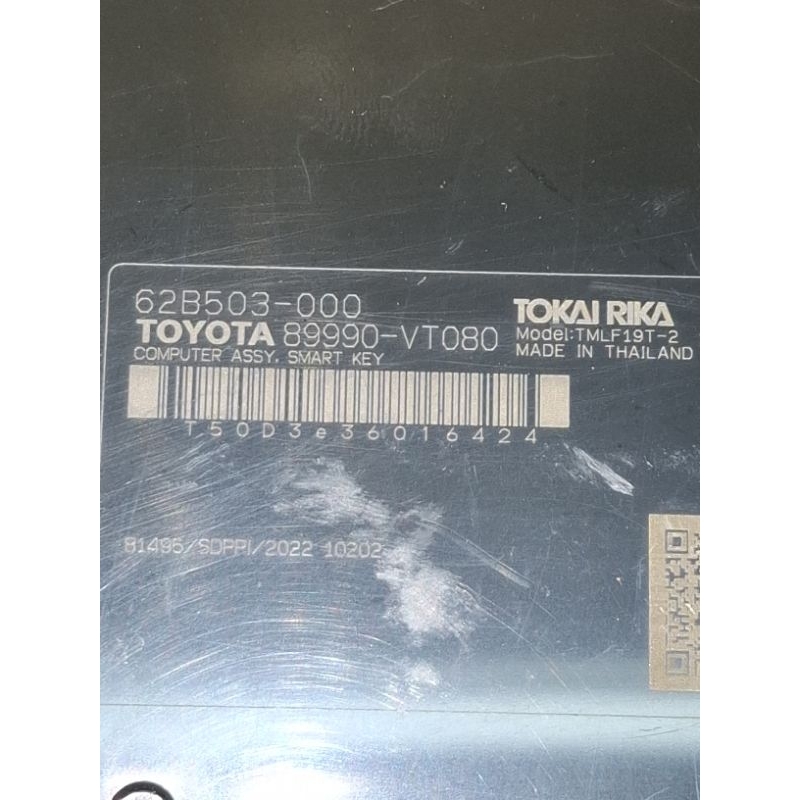 62B503-000
TOYOTA 89990-VT080
COMPUTER ASSY. SMART KEY
TOKAI RIKA
Model:TMLF19T-2
MADE IN THAILAND
T50D3e36016424
81495/SDPPI/2022 10202